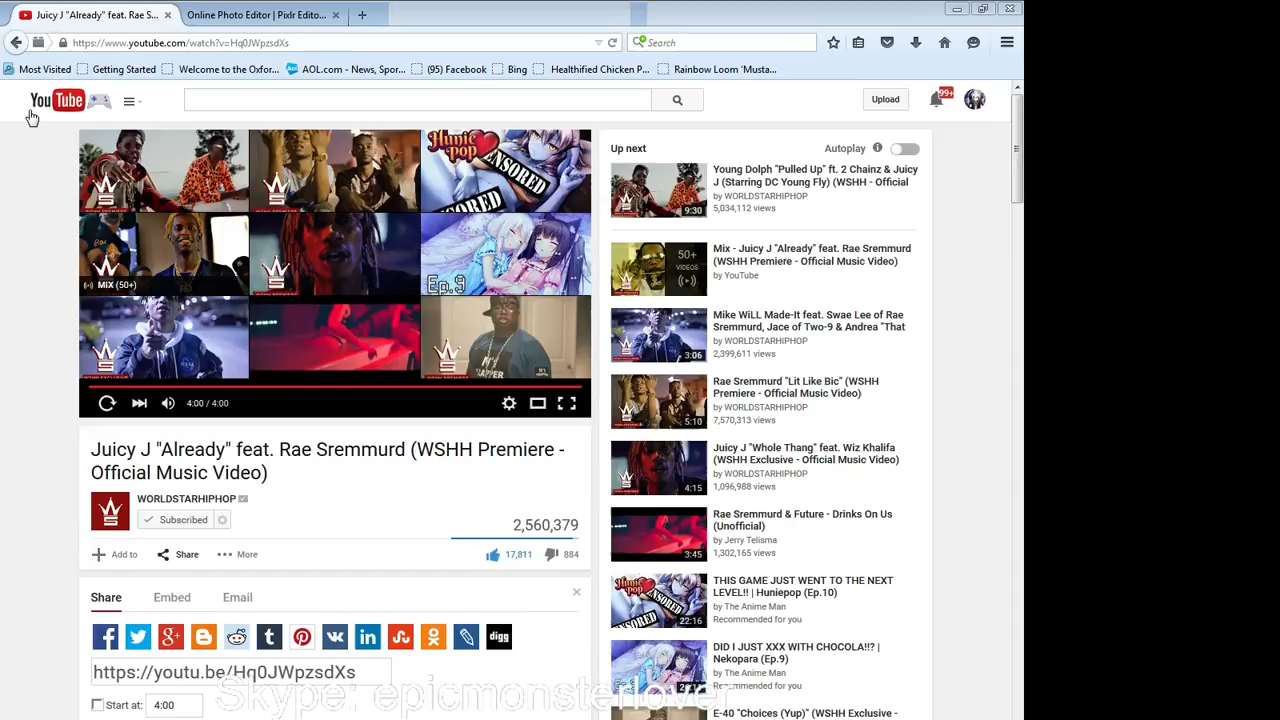 Juicy J "Already" feat. Rae S...
Online Photo Editor | Pixlr Edito...
https://www.youtube.com/watch?v=Hq0JWpzsdXs
Search
Most Visited
Getting Started
Welcome to the Oxfor...
AOL.com - News, Spor...
(95) Facebook
Bing
Healthified Chicken P...
Rainbow Loom 'Musta...
YouTube
Upload
99+
Hunie pop
CENSORED
MIX (50+)
Ep.9
4:00 / 4:00
Juicy J "Already" feat. Rae Sremmurd (WSHH Premiere -
Official Music Video)
WORLDSTARHIPHOP
Subscribed
2,560,379
Add to
Share
More
17,811
884
Share
Embed
Email
digg
https://youtu.be/Hq0JWpzsdXs
Start at:
4:00
Up next
Autoplay
Young Dolph "Pulled Up" ft. 2 Chainz & Juicy
J (Starring DC Young Fly) (WSHH - Official
by WORLDSTARHIPHOP
5,034,112 views
9:30
50+
VIDEOS
Mix - Juicy J "Already" feat. Rae Sremmurd
(WSHH Premiere - Official Music Video)
by YouTube
Mike WiLL Made-It feat. Swae Lee of Rae
Sremmurd, Jace of Two-9 & Andrea "That
by WORLDSTARHIPHOP
2,399,611 views
3:06
Rae Sremmurd "Lit Like Bic" (WSHH
Premiere - Official Music Video)
by WORLDSTARHIPHOP
7,570,313 views
5:10
Juicy J "Whole Thang" feat. Wiz Khalifa
(WSHH Exclusive - Official Music Video)
by WORLDSTARHIPHOP
1,096,988 views
4:15
Rae Sremmurd & Future - Drinks On Us
(Unofficial)
by Jerry Telisma
1,302,165 views
3:45
THIS GAME JUST WENT TO THE NEXT
LEVEL!! | Huniepop (Ep.10)
by The Anime Man
Recommended for you
22:16
DID I JUST XXX WITH CHOCOLA!!? |
Nekopara (Ep.9)
by The Anime Man
Recommended for you
E-40 "Choices (Yup)" (WSHH Exclusive -
Skype: epicmonsterlover